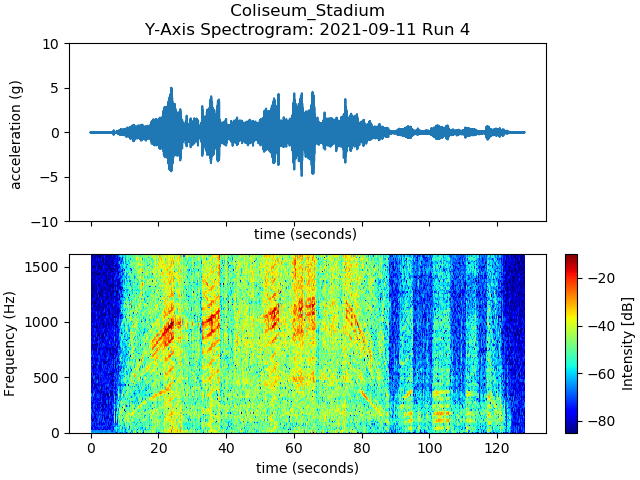 Coliseum_Stadium
Y-Axis Spectrogram: 2021-09-11 Run 4
10
5
0
−5
−10
acceleration (g)
time (seconds)
1500
1000
500
0
Frequency (Hz)
0 20 40 60 80 100 120
time (seconds)
−20
−40
−60
−80
Intensity [dB]